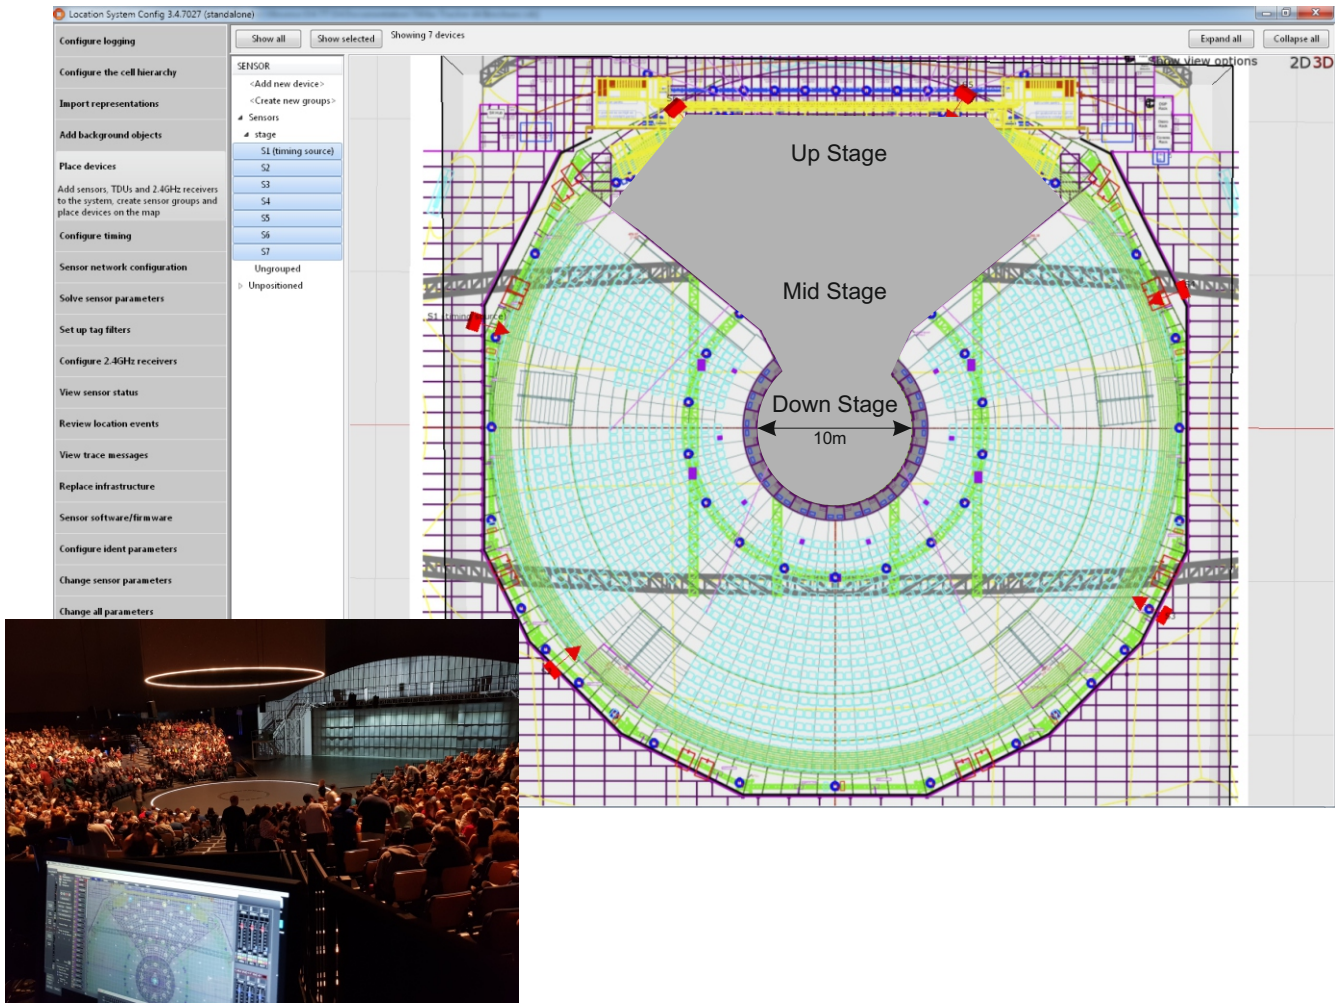 Location System Config 3.4.7027 (standalone)
Configure logging
Configure the cell hierarchy
Import representations
Add background objects
Place devices
Add sensors, TDUs and 2.4GHz receivers
to the system, create sensor groups and
place devices on the map
Configure timing
Sensor network configuration
Solve sensor parameters
Set up tag filters
Configure 2.4GHz receivers
View sensor status
Review location events
View trace messages
Replace infrastructure
Sensor software/firmware
Configure ident parameters
Change sensor parameters
Change all parameters
Show all
Show selected
Showing 7 devices
Expand all
Collapse all
SENSOR
<Add new device>
<Create new groups>
Sensors
stage
S1 (timing source)
S2
S3
S4
S5
S6
S7
Ungrouped
Unpositioned
Show view options
2D 3D
Up Stage
Mid Stage
S1 (timing source)
Down Stage
10m